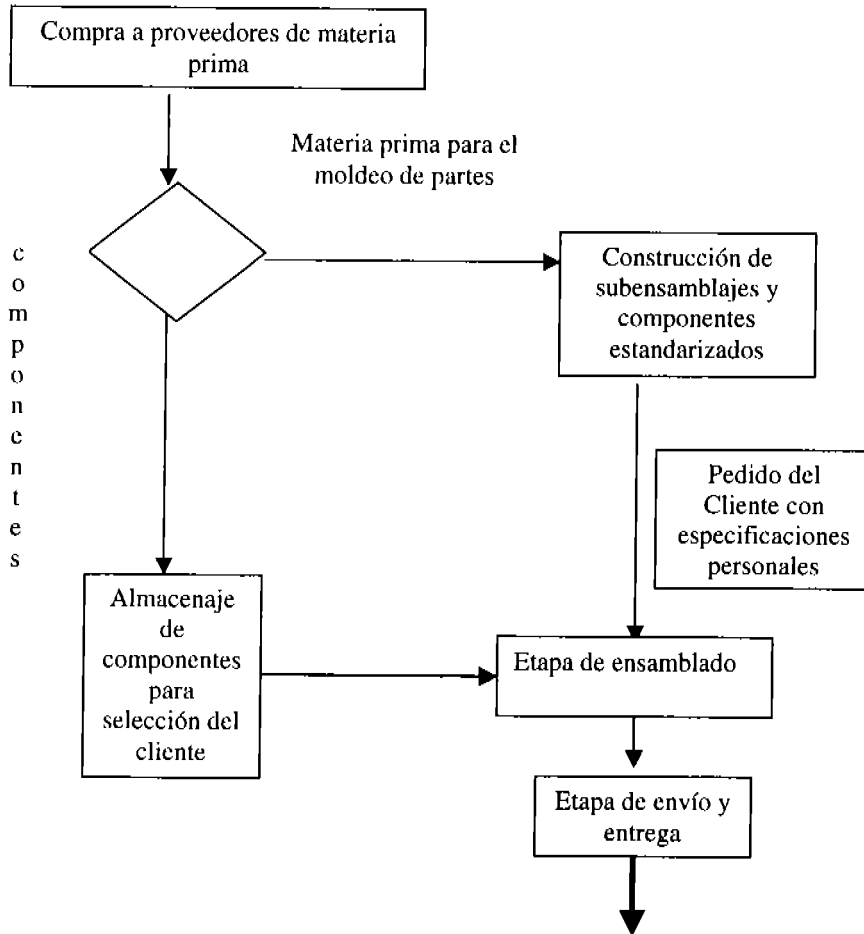 Compra a proveedores de materia
prima
Materia prima para el
moldeo de partes
componentes
Construcción de
subensamblajes y
componentes
estandarizados
Pedido del
Cliente con
especificaciones
personales
Almacenaje
de
componentes
para
selección del
cliente
Etapa de ensamblado
Etapa de envío y
entrega